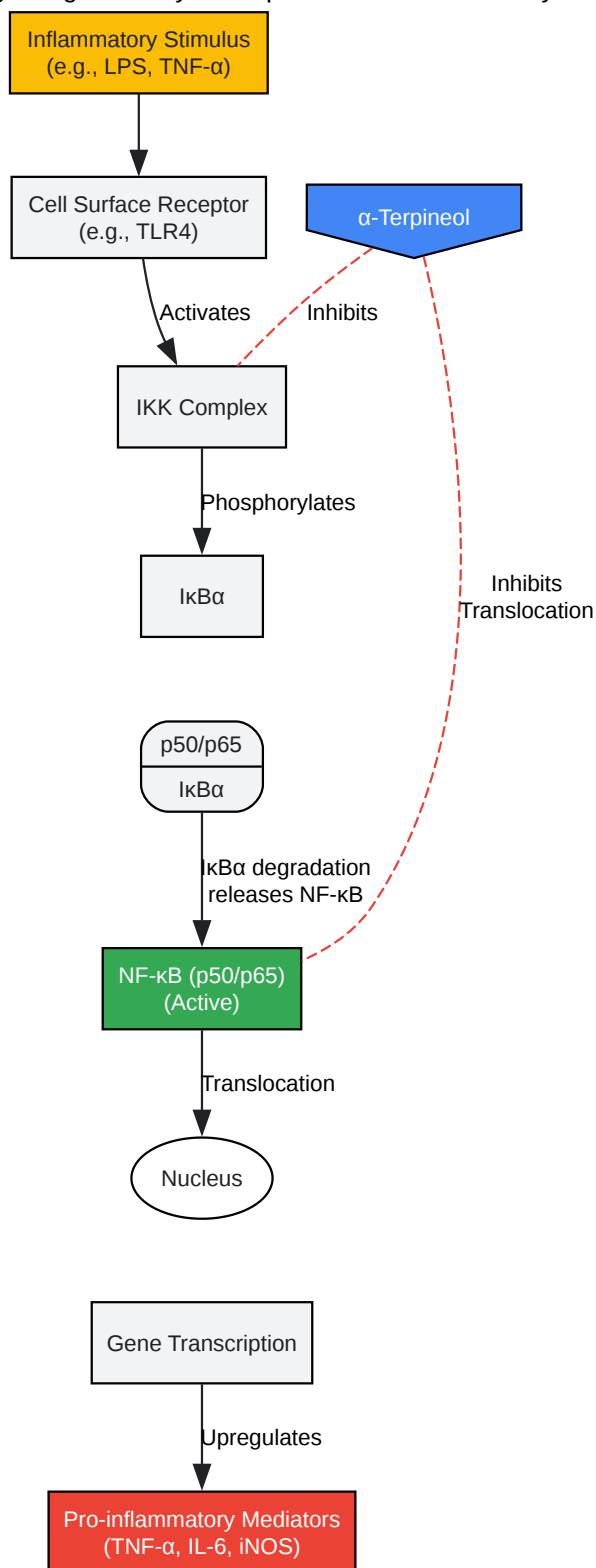 Inflammatory Stimulus
(e.g., LPS, TNF-α)
Cell Surface Receptor
(e.g., TLR4)
α-Terpineol
Activates
Inhibits
IKK Complex
Phosphorylates
IκBα
Inhibits
Translocation
p50/p65
IκBα
IκBα degradation
releases NF-κB
NF-κB (p50/p65)
(Active)
Translocation
Nucleus
Gene Transcription
Upregulates
Pro-inflammatory Mediators
(TNF-α, IL-6, iNOS)